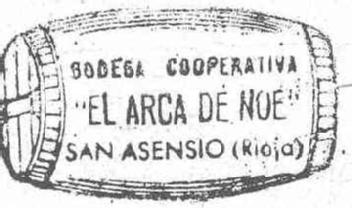 BODEGA COOPERATIVA
"EL ARCA DE NOE"
SAN ASENSIO (Rioja)